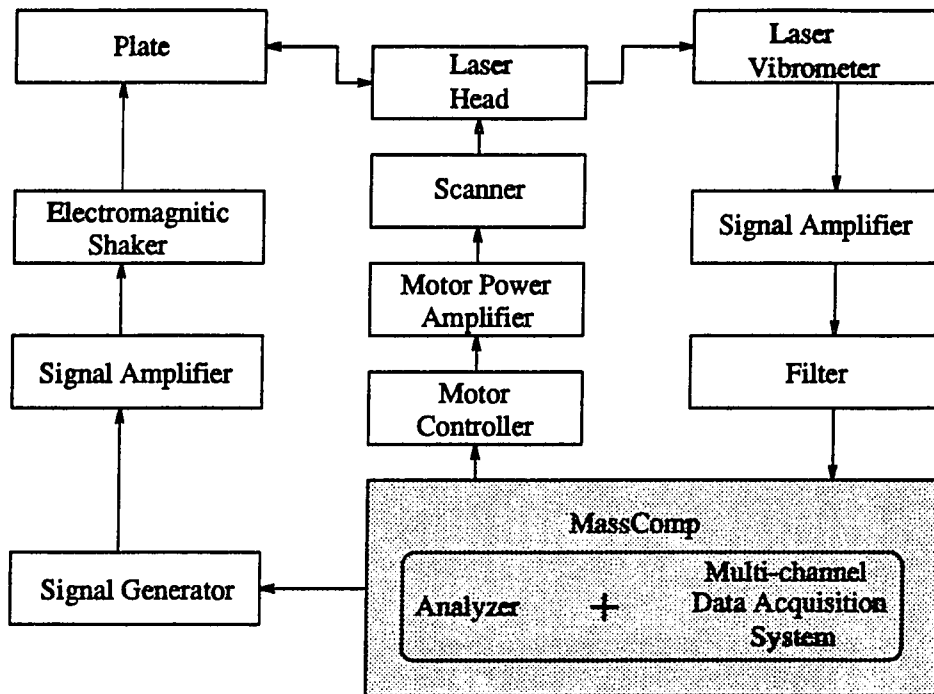 Plate
Laser
Head
Laser
Vibrometer
Scanner
Electromagnitic
Shaker
Signal Amplifier
Motor Power
Amplifier
Signal Amplifier
Motor
Controller
Filter
MassComp
Signal Generator
Analyzer
+
Multi-channel
Data Acquisition
System